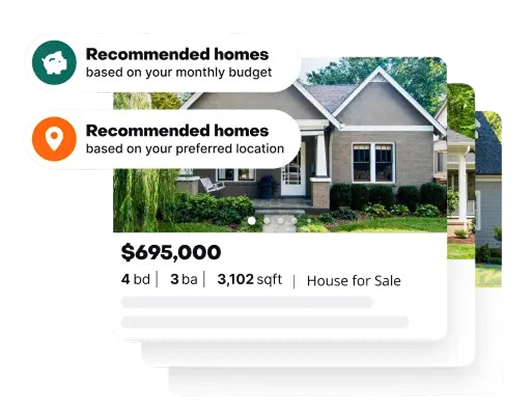 Recommended homes
based on your monthly budget
Recommended homes
based on your preferred location
$695,000
4 bd | 3 ba | 3,102 sqft | House for Sale